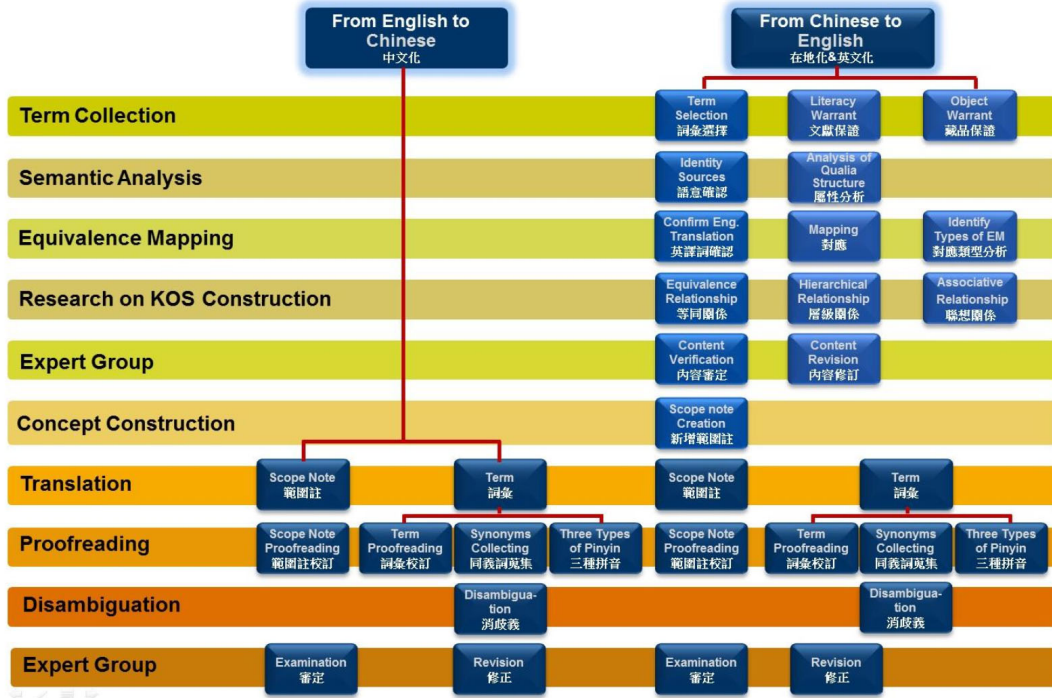 From English to
Chinese
中文化
From Chinese to
English
在地化&英文化
Term Collection
Term
Selection
詞彙選擇
Literacy
Warrant
文獻保證
Object
Warrant
藏品保證
Semantic Analysis
Identity
Sources
語意確認
Analysis of
Qualia
Structure
屬性分析
Equivalence Mapping
Confirm Eng.
Translation
英譯詞確認
Mapping
對應
Identify
Types of EM
對應類型分析
Research on KOS Construction
Equivalence
Relationship
等同關係
Hierarchical
Relationship
層級關係
Associative
Relationship
聯想關係
Expert Group
Content
Verification
內容審定
Content
Revision
內容修訂
Concept Construction
Scope note
Creation
新增範圍註
Translation
Scope Note
範圍註
Term
詞彙
Scope Note
範圍註
Term
詞彙
Proofreading
Scope Note
Proofreading
範圍註校訂
Term
Proofreading
詞彙校訂
Synonyms
Collecting
同義詞蒐集
Three Types
of Pinyin
三種拼音
Scope Note
Proofreading
範圍註校訂
Term
Proofreading
詞彙校訂
Synonyms
Collecting
同義詞蒐集
Three Types
of Pinyin
三種拼音
Disambiguation
Disambigua-
tion
消歧義
Disambigua-
tion
消歧義
Expert Group
Examination
審定
Revision
修正
Examination
審定
Revision
修正